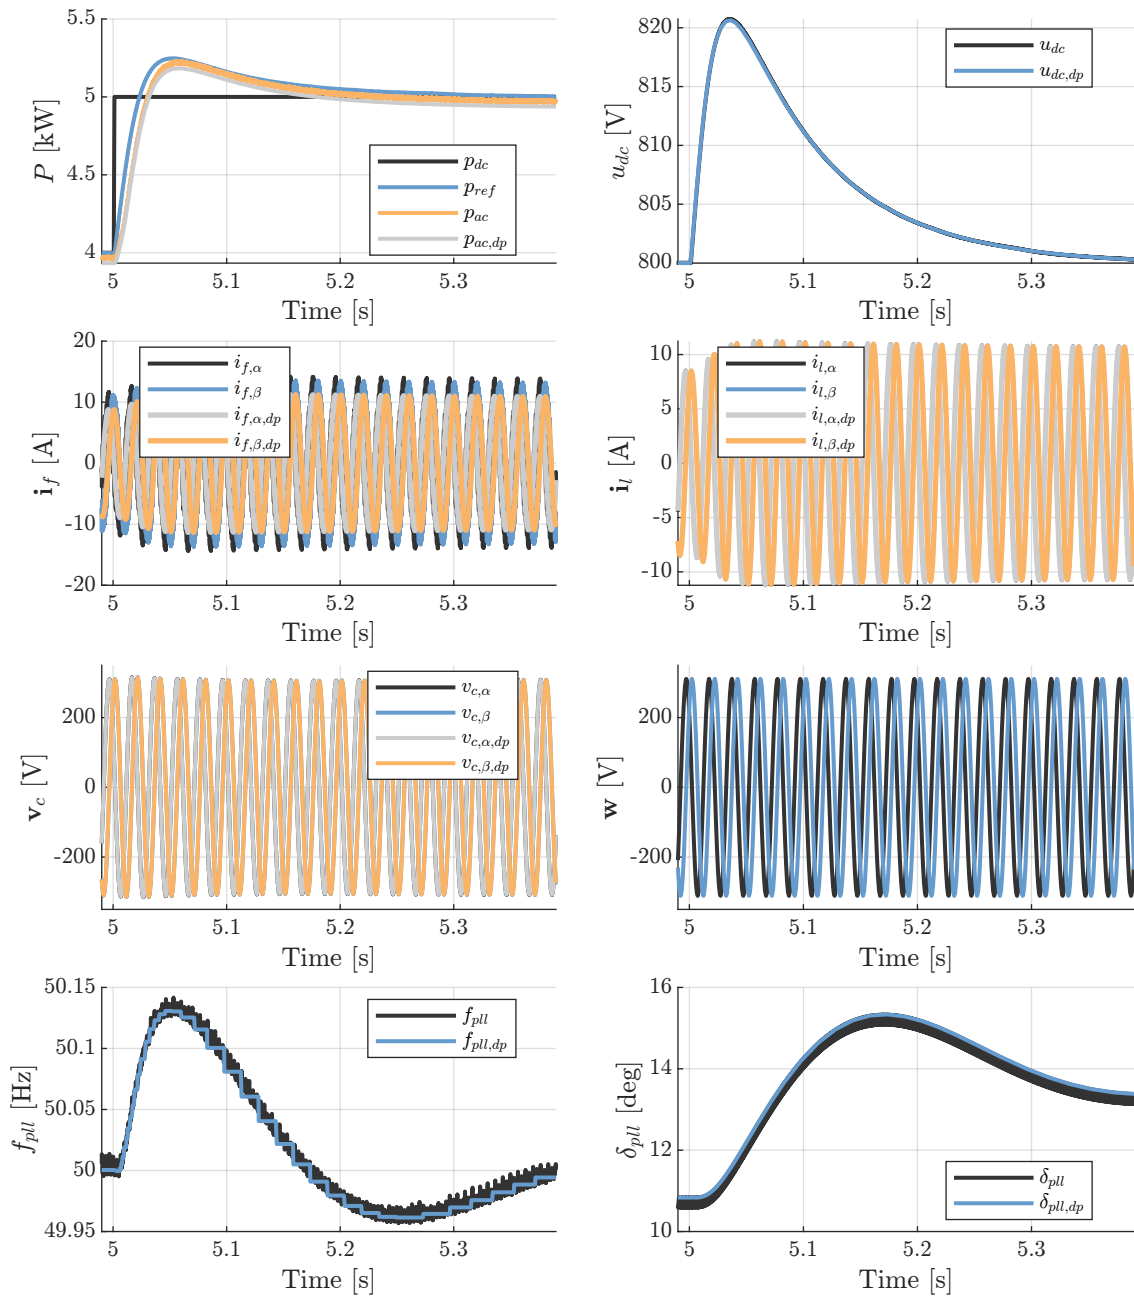 5.5
5
4.5
4
P [kW]
p_dc
p_ref
p_ac
p_ac,dp
5 5.1 5.2 5.3
Time [s]
820
815
810
805
800
u_dc [V]
u_dc
u_dc,dp
5 5.1 5.2 5.3
Time [s]
20
10
0
-10
-20
i_f [A]
i_f,α
i_f,β
i_f,α,dp
i_f,β,dp
5 5.1 5.2 5.3
Time [s]
10
5
0
-5
-10
i_l [A]
i_l,α
i_l,β
i_l,α,dp
i_l,β,dp
5 5.1 5.2 5.3
Time [s]
200
0
-200
v_c [V]
v_c,α
v_c,β
v_c,α,dp
v_c,β,dp
5 5.1 5.2 5.3
Time [s]
200
0
-200
w [V]
5 5.1 5.2 5.3
Time [s]
50.15
50.1
50.05
50
49.95
f_pll [Hz]
f_pll
f_pll,dp
5 5.1 5.2 5.3
Time [s]
16
14
12
10
δ_pll [deg]
δ_pll
δ_pll,dp
5 5.1 5.2 5.3
Time [s]